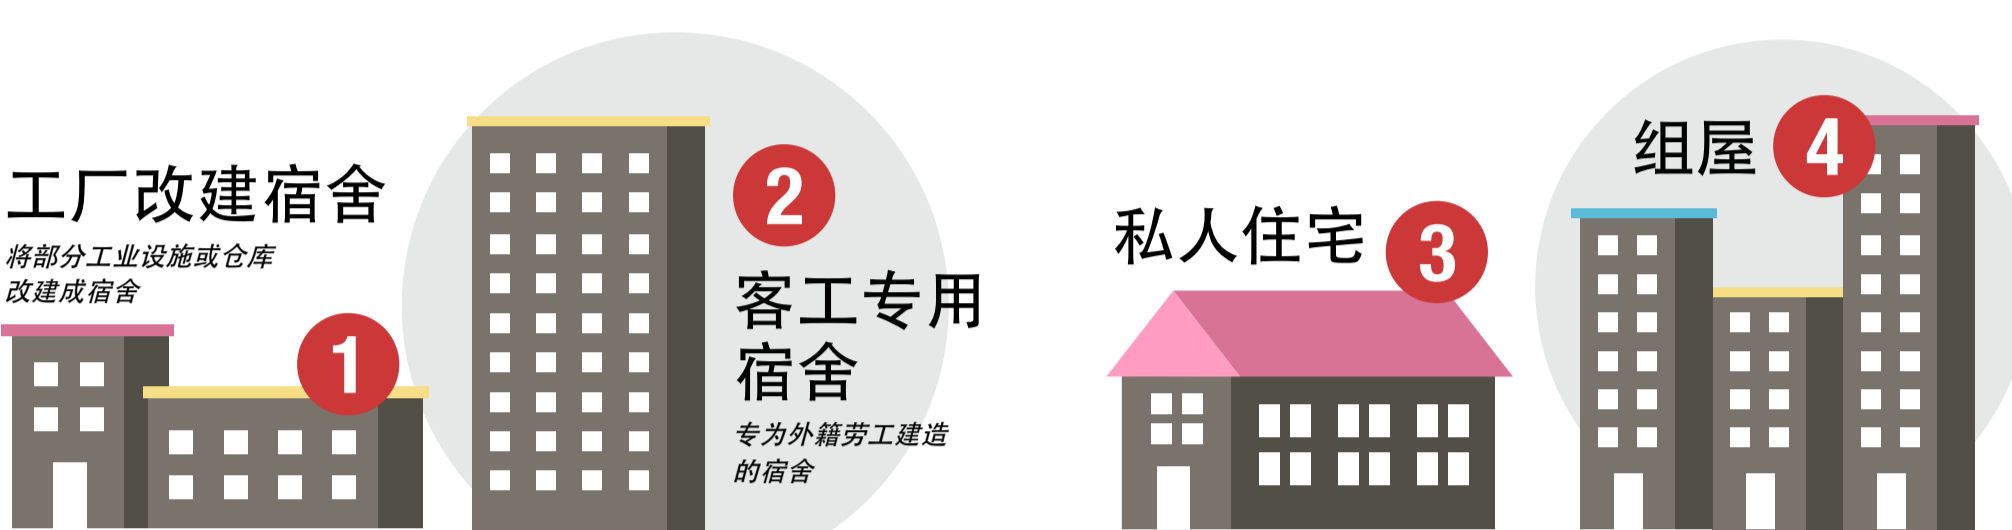 工厂改建宿舍
将部分工业设施或仓库
改建成宿舍
1
2
客工专用
宿舍
专为外籍劳工建造
的宿舍
私人住宅
3
组屋
4